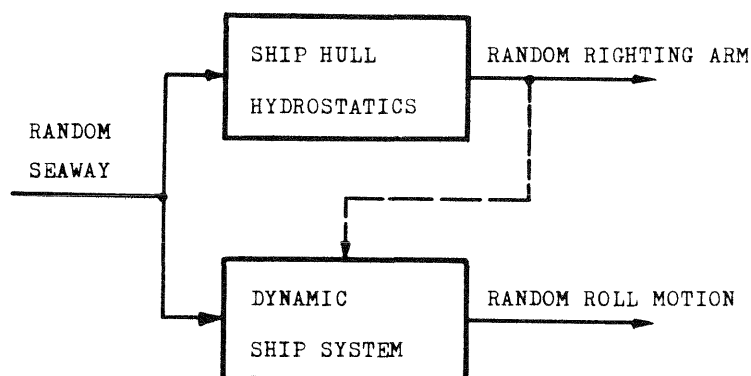 SHIP HULL
HYDROSTATICS
RANDOM RIGHTING ARM
RANDOM
SEAWAY
DYNAMIC
SHIP SYSTEM
RANDOM ROLL MOTION